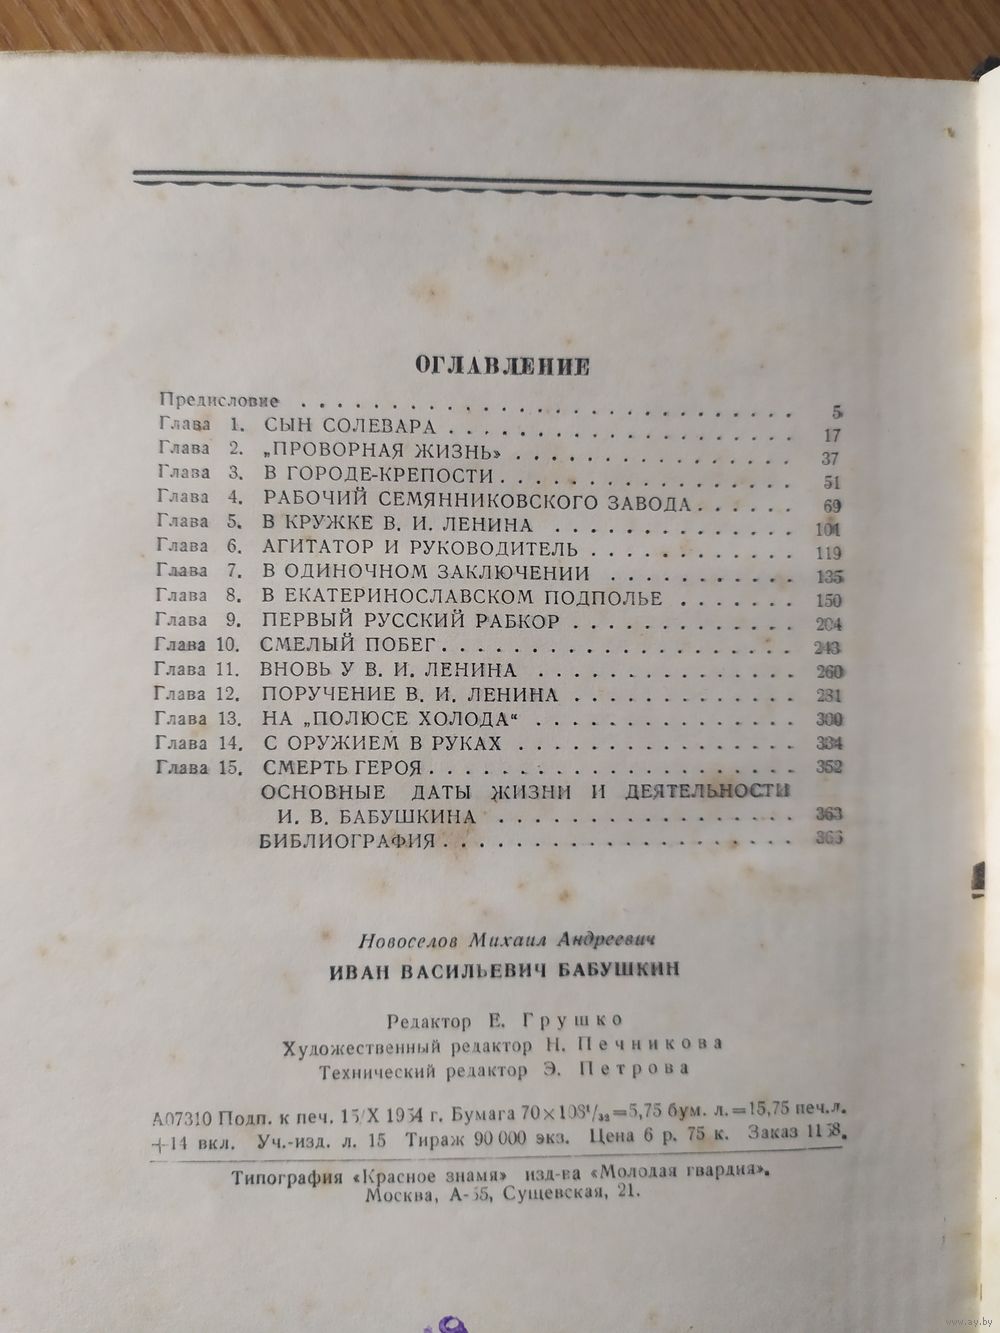 ОГЛАВЛЕНИЕ
Предисловие . . . . . . . . . . . . . . . . . . . . . 5
Глава 1. СЫН СОЛЕВАРА . . . . . . . . . . . . . . . 17
Глава 2. „ПРОВОРНАЯ ЖИЗНЬ» . . . . . . . . . . . . 37
Глава 3. В ГОРОДЕ-КРЕПОСТИ . . . . . . . . . . . . . 51
Глава 4. РАБОЧИЙ СЕМЯННИКОВСКОГО ЗАВОДА . . . . . . 69
Глава 5. В КРУЖКЕ В. И. ЛЕНИНА . . . . . . . . . . . 101
Глава 6. АГИТАТОР И РУКОВОДИТЕЛЬ . . . . . . . . . 119
Глава 7. В ОДИНОЧНОМ ЗАКЛЮЧЕНИИ . . . . . . . . 135
Глава 8. В ЕКАТЕРИНОСЛАВСКОМ ПОДПОЛЬЕ . . . . . 150
Глава 9. ПЕРВЫЙ РУССКИЙ РАБКОР . . . . . . . . . . 204
Глава 10. СМЕЛЫЙ ПОБЕГ . . . . . . . . . . . . . . . 243
Глава 11. ВНОВЬ У В. И. ЛЕНИНА . . . . . . . . . . . 260
Глава 12. ПОРУЧЕНИЕ В. И. ЛЕНИНА . . . . . . . . . . 281
Глава 13. НА „ПОЛЮСЕ ХОЛОДА“ . . . . . . . . . . . 300
Глава 14. С ОРУЖИЕМ В РУКАХ . . . . . . . . . . . . 334
Глава 15. СМЕРТЬ ГЕРОЯ . . . . . . . . . . . . . . . . 352
ОСНОВНЫЕ ДАТЫ ЖИЗНИ И ДЕЯТЕЛЬНОСТИ
И. В. БАБУШКИНА . . . . . . . . . . . . . 363
БИБЛИОГРАФИЯ . . . . . . . . . . . . . . .
Новоселов Михаил Андреевич
ИВАН ВАСИЛЬЕВИЧ БАБУШКИН
Редактор Е. Грушко
Художественный редактор Н. Печникова
Технический редактор Э. Петрова
А07310 Подп. к печ. 15/X 1954 г. Бумага 70×108¹/₃₂=5,75 бум. л.=15,75 печ.л.
+14 вкл. Уч.-изд. л. 15 Тираж 90 000 экз. Цена 6 р. 75 к. Заказ 1158.
Типография «Красное знамя» изд-ва «Молодая гвардия».
Москва, А-55, Сущевская, 21.
www.ay.by